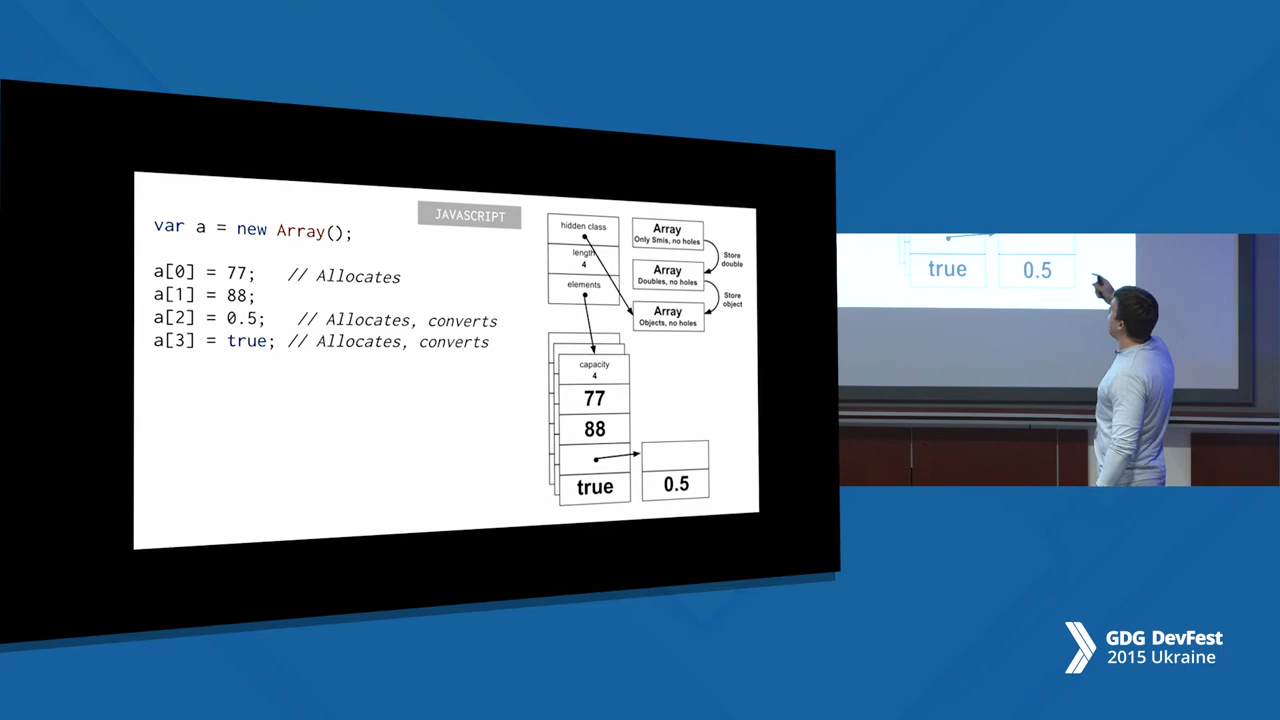 JAVASCRIPT
var a = new Array();
a[0] = 77; // Allocates
a[1] = 88;
a[2] = 0.5; // Allocates, converts
a[3] = true; // Allocates, converts
hidden class
length
4
elements
Array
Only Smis, no holes
Store
double
Array
Doubles, no holes
Store
object
Array
Objects, no holes
capacity
4
77
88
true
0.5
true
0.5
GDG DevFest
2015 Ukraine